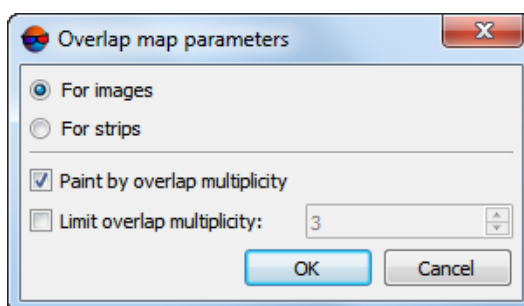 Overlap map parameters
For images
For strips
Paint by overlap multiplicity
Limit overlap multiplicity: 3
OK Cancel